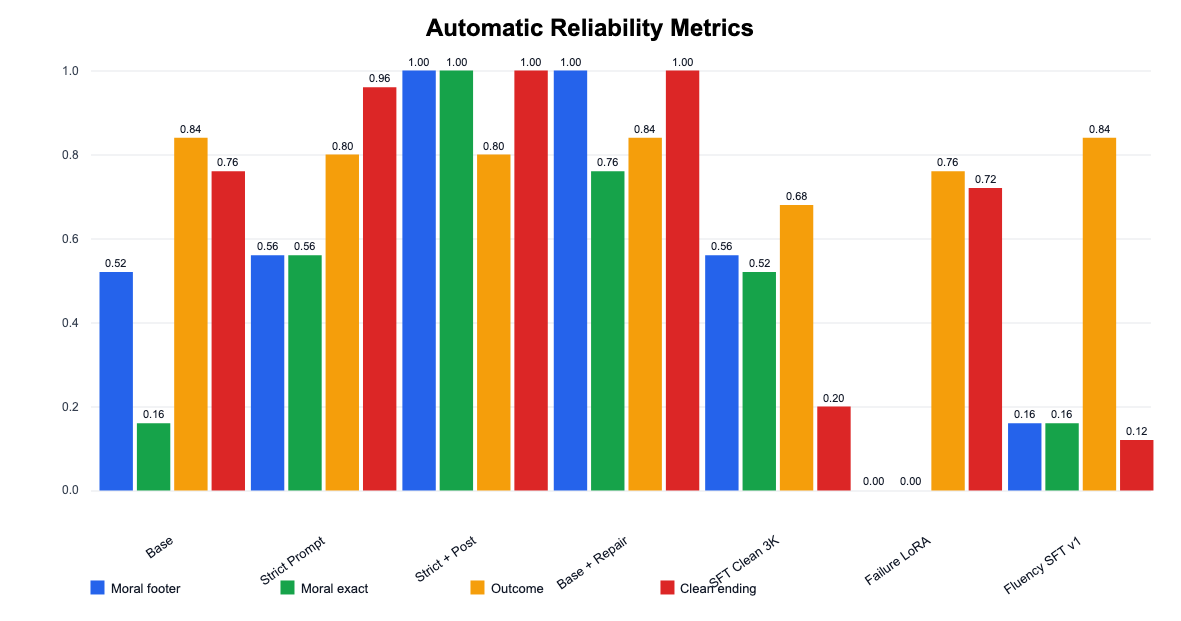 Automatic Reliability Metrics
1.0
0.8
0.6
0.4
0.2
0.0
0.52
0.16
0.84
0.76
0.56
0.56
0.80
0.96
1.00
1.00
0.80
1.00
1.00
0.76
0.84
1.00
0.56
0.52
0.68
0.20
0.00
0.00
0.76
0.72
0.16
0.16
0.84
0.12
Base
Strict Prompt
Strict + Post
Base + Repair
SFT Clean 3K
Failure LoRA
Fluency SFT v1
Moral footer
Moral exact
Outcome
Clean ending